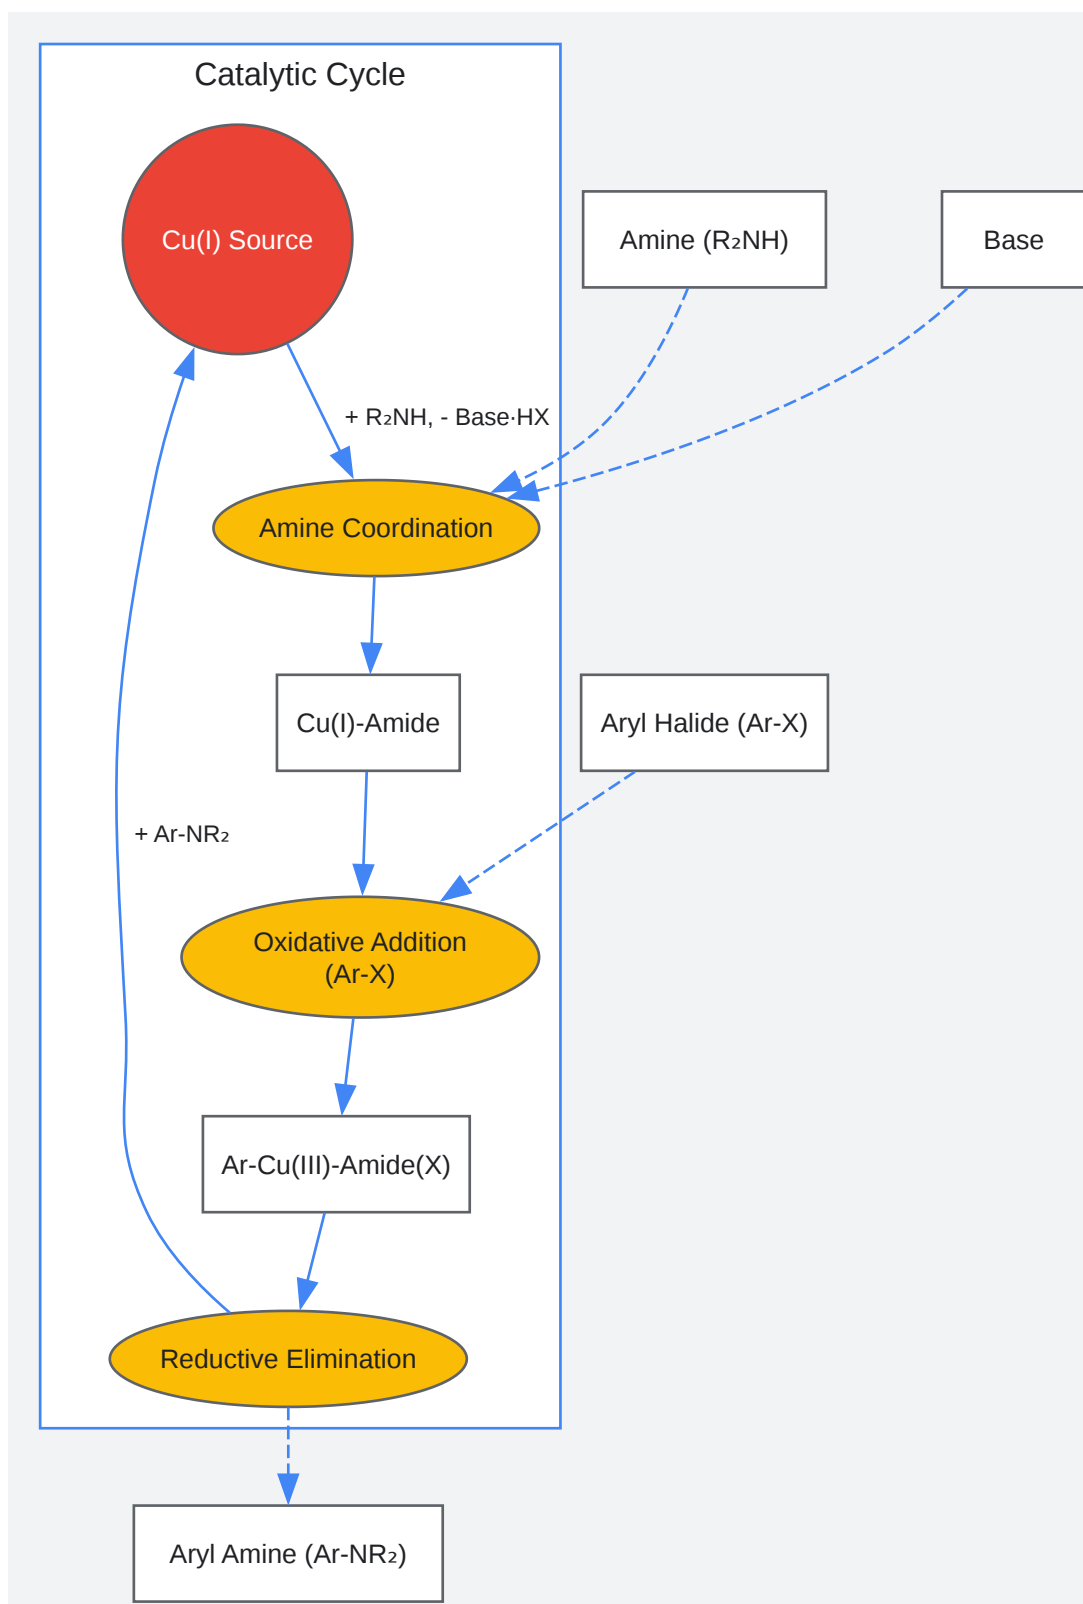 Catalytic Cycle
Cu(I) Source
Amine (R₂NH)
Base
+ R₂NH, - Base·HX
Amine Coordination
Cu(I)-Amide
Aryl Halide (Ar-X)
+ Ar-NR₂
Oxidative Addition
(Ar-X)
Ar-Cu(III)-Amide(X)
Reductive Elimination
Aryl Amine (Ar-NR₂)